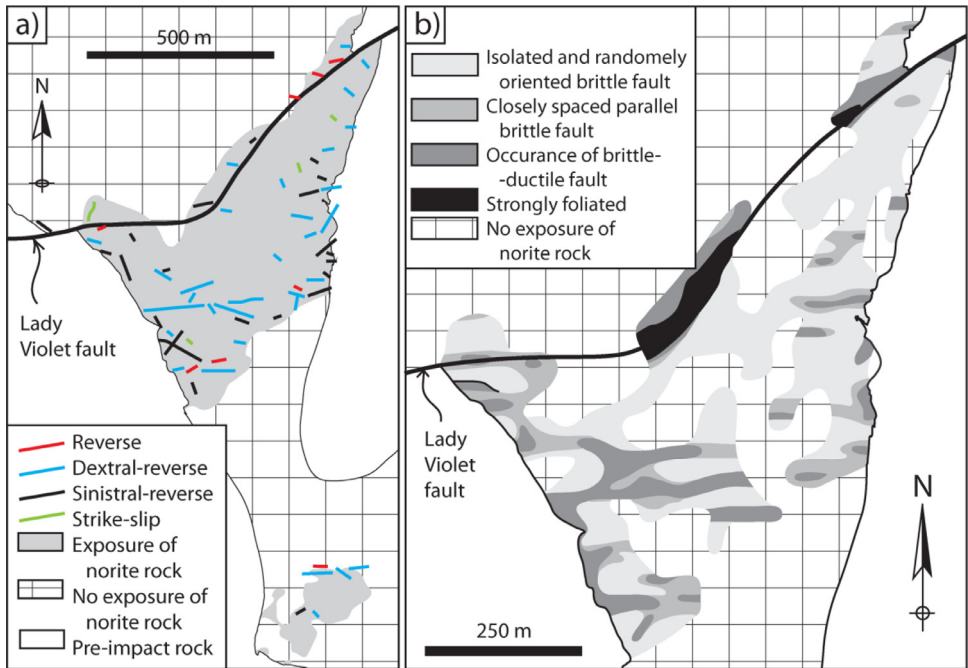 a)
500 m
N
Lady
Violet fault
Reverse
Dextral-reverse
Sinistral-reverse
Strike-slip
Exposure of
norite rock
No exposure of
norite rock
Pre-impact rock
b)
Isolated and randomely
oriented brittle fault
Closely spaced parallel
brittle fault
Occurance of brittle-
-ductile fault
Strongly foliated
No exposure of
norite rock
Lady
Violet
fault
N
250 m